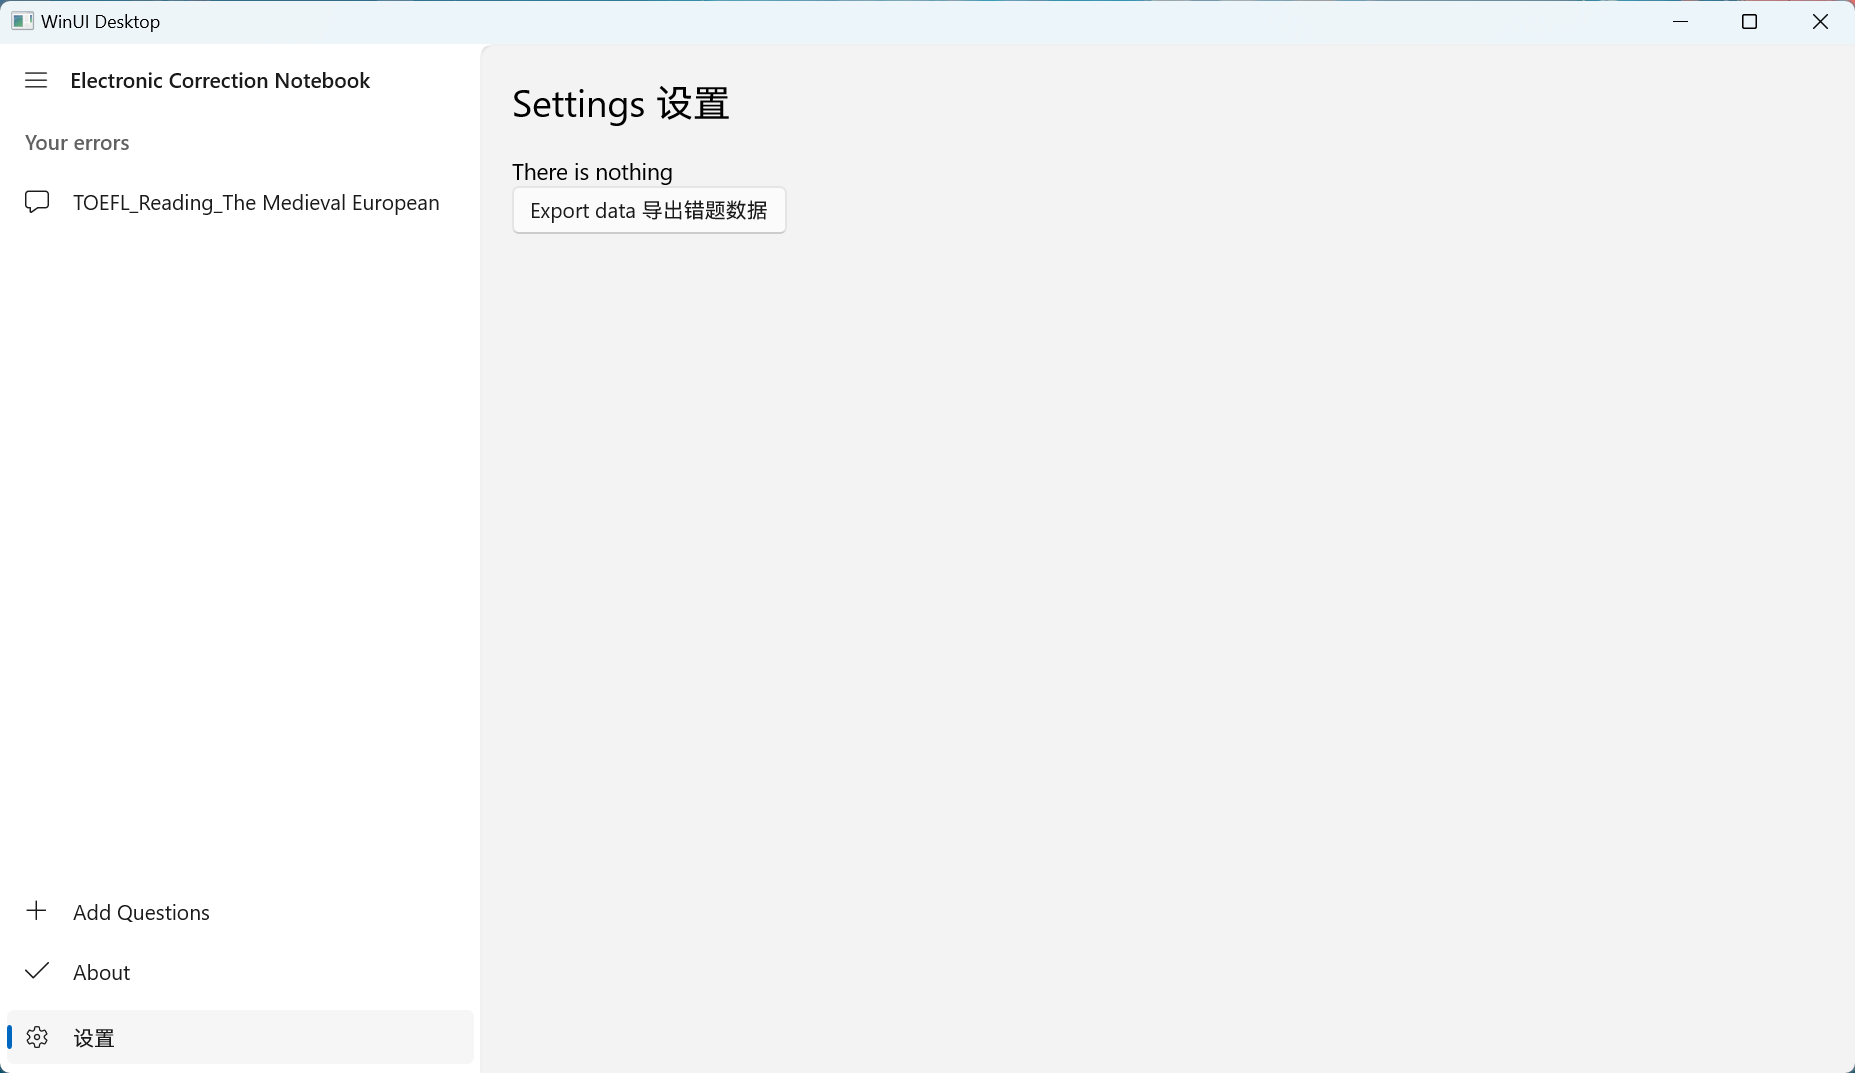 WinUI Desktop
Electronic Correction Notebook
Your errors
TOEFL_Reading_The Medieval European
Add Questions
About
设置
Settings 设置
There is nothing
Export data 导出错题数据